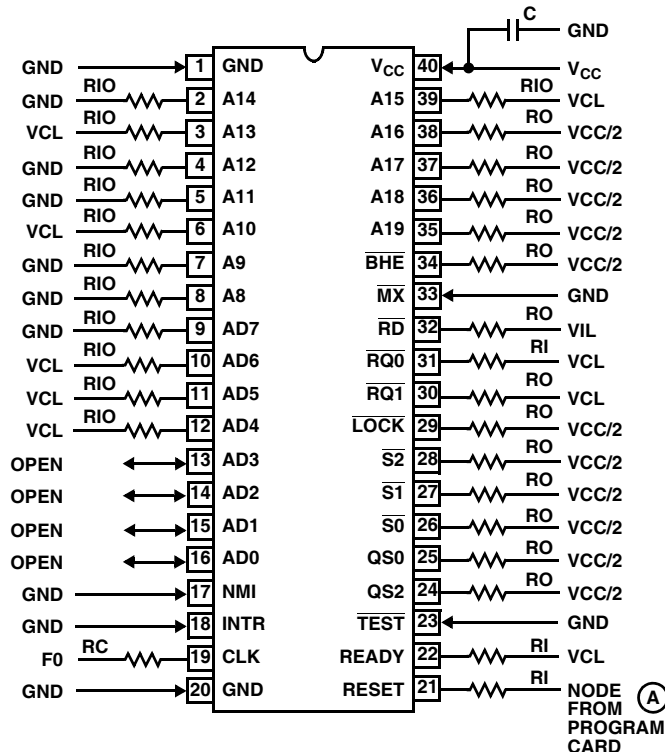 C GND
GND 1 GND VCC 40 VCC
GND RIO 2 A14 A15 39 RIO VCL
VCL RIO 3 A13 A16 38 RO VCC/2
GND RIO 4 A12 A17 37 RO VCC/2
GND RIO 5 A11 A18 36 RO VCC/2
VCL RIO 6 A10 A19 35 RO VCC/2
GND RIO 7 A9 BHE 34 RO VCC/2
GND RIO 8 A8 MX 33 GND
GND RIO 9 AD7 RD 32 RO VIL
VCL RIO 10 AD6 RQ0 31 RI VCL
VCL RIO 11 AD5 RQ1 30 RO VCL
VCL RIO 12 AD4 LOCK 29 RO VCC/2
OPEN 13 AD3 S2 28 RO VCC/2
OPEN 14 AD2 S1 27 RO VCC/2
OPEN 15 AD1 S0 26 RO VCC/2
OPEN 16 AD0 QS0 25 RO VCC/2
GND 17 NMI QS2 24 RO VCC/2
GND 18 INTR TEST 23 GND
F0 RC 19 CLK READY 22 RI VCL
GND 20 GND RESET 21 RI NODE A
FROM
PROGRAM
CARD